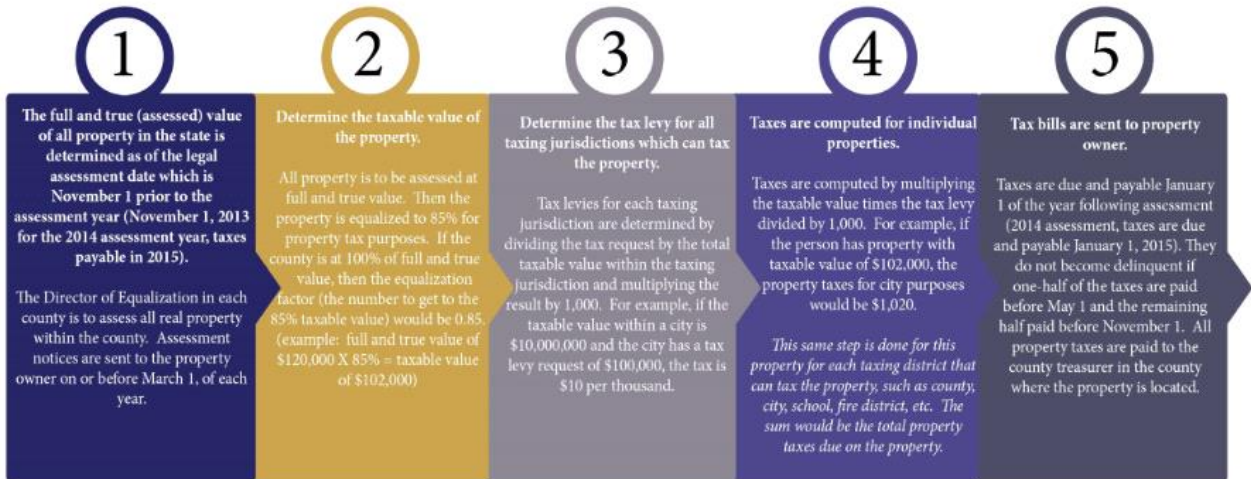 1
The full and true (assessed) value
of all property in the state is
determined as of the legal
assessment date which is
November 1 prior to the
assessment year (November 1, 2013
for the 2014 assessment year, taxes
payable in 2015).
The Director of Equalization in each
county is to assess all real property
within the county. Assessment
notices are sent to the property
owner on or before March 1, of each
year.
2
Determine the taxable value of
the property.
All property is to be assessed at
full and true value. Then the
property is equalized to 85% for
property tax purposes. If the
county is at 100% of full and true
value, then the equalization
factor (the number to get to the
85% taxable value) would be 0.85.
(example: full and true value of
$120,000 X 85% = taxable value
of $102,000)
3
Determine the tax levy for all
taxing jurisdictions which can tax
the property.
Tax levies for each taxing
jurisdiction are determined by
dividing the tax request by the total
taxable value within the taxing
jurisdiction and multiplying the
result by 1,000. For example, if the
taxable value within a city is
$10,000,000 and the city has a tax
levy request of $100,000, the tax is
$10 per thousand.
4
Taxes are computed for individual
properties.
Taxes are computed by multiplying
the taxable value times the tax levy
divided by 1,000. For example, if
the person has property with
taxable value of $102,000, the
property taxes for city purposes
would be $1,020.
This same step is done for this
property for each taxing district that
can tax the property, such as county,
city, school, fire district, etc. The
sum would be the total property
taxes due on the property.
5
Tax bills are sent to property
owner.
Taxes are due and payable January
1 of the year following assessment
(2014 assessment, taxes are due
and payable January 1, 2015). They
do not become delinquent if
one-half of the taxes are paid
before May 1 and the remaining
half paid before November 1. All
property taxes are paid to the
county treasurer in the county
where the property is located.